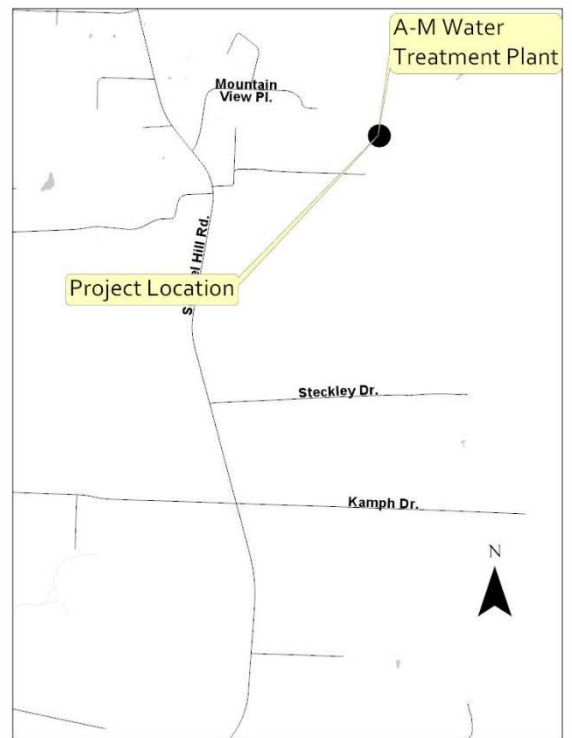 A-M Water
Treatment Plant
Mountain
View Pl.
Hill Rd.
Project Location
Steckley Dr.
Kamph Dr.
N